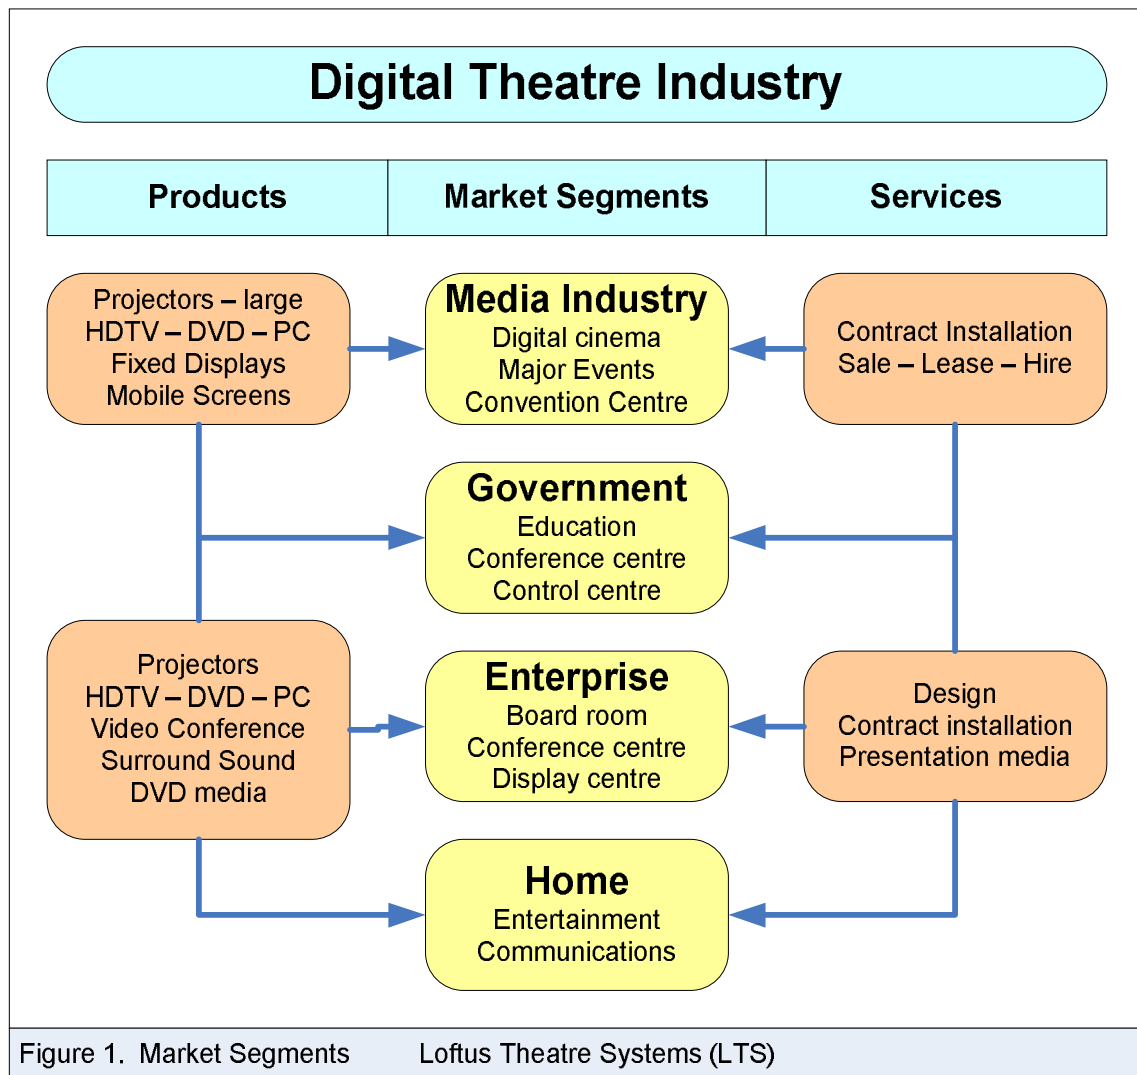 Digital Theatre Industry
Products
Market Segments
Services
Projectors – large
HDTV – DVD – PC
Fixed Displays
Mobile Screens
Media Industry
Digital cinema
Major Events
Convention Centre
Contract Installation
Sale – Lease – Hire
Government
Education
Conference centre
Control centre
Projectors
HDTV – DVD – PC
Video Conference
Surround Sound
DVD media
Enterprise
Board room
Conference centre
Display centre
Design
Contract installation
Presentation media
Home
Entertainment
Communications
Figure 1. Market Segments Loftus Theatre Systems (LTS)